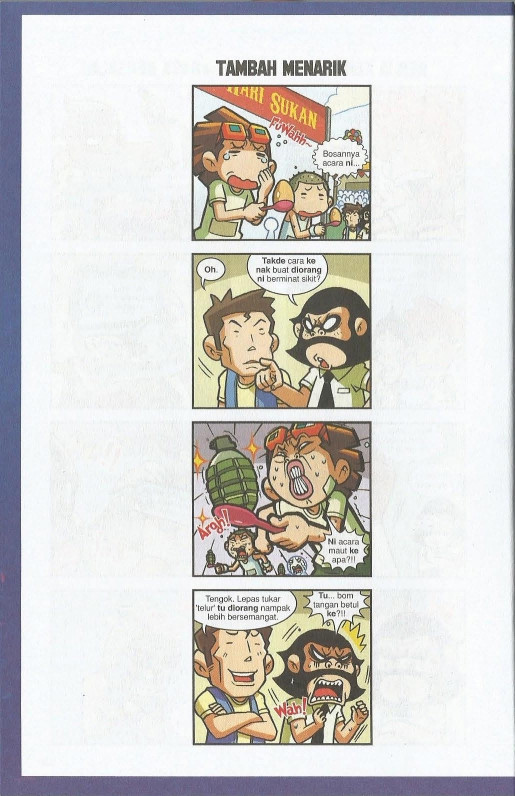 TAMBAH MENARIK
HARI SUKAN
Fuwahh~
Bosannya
acara ni...
Oh.
Takde cara ke
nak buat diorang
ni berminat sikit?
Argh!
Ni acara
maut ke
apa?!!
Tengok. Lepas tukar
'telur' tu diorang nampak
lebih bersemangat.
Tu... bom
tangan betul
ke?!!
Wah!